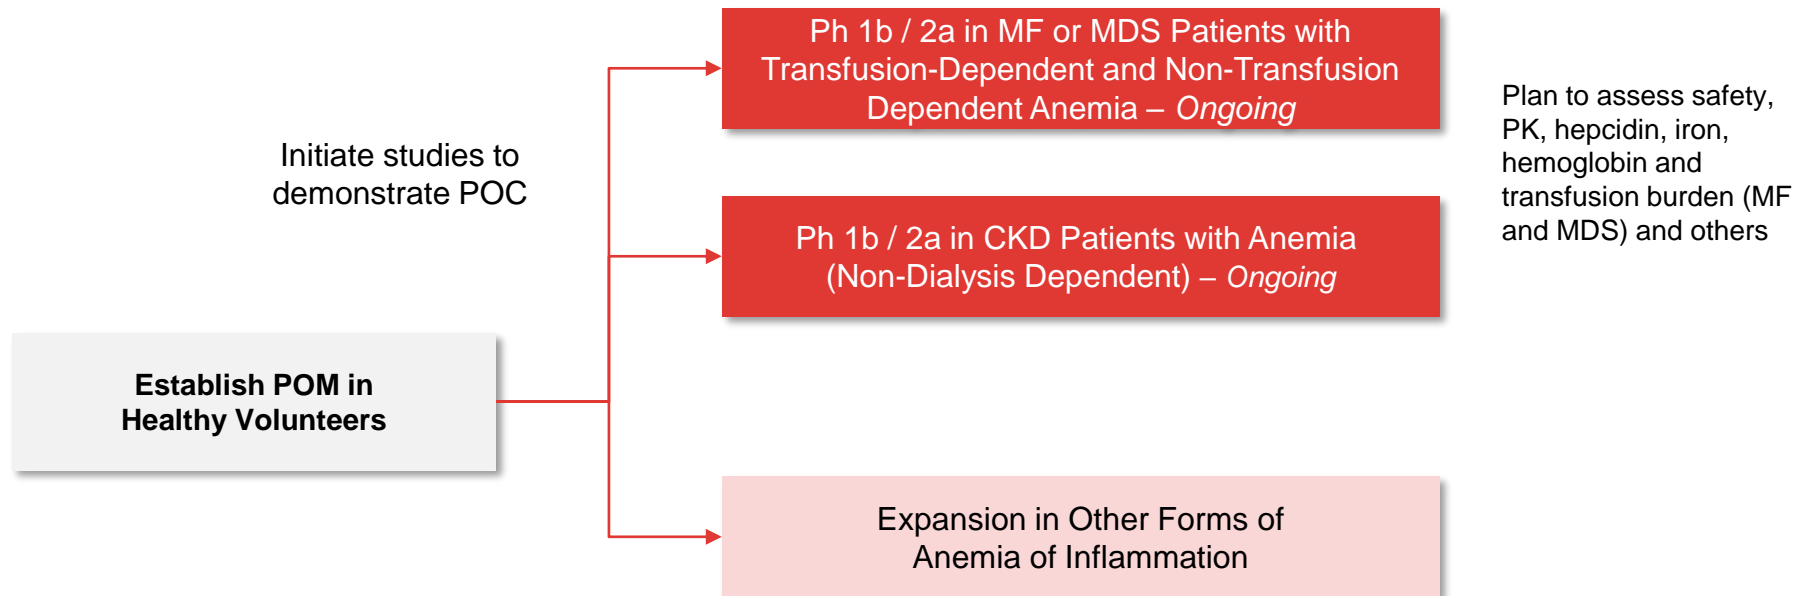 Ph 1b / 2a in MF or MDS Patients with
Transfusion-Dependent and Non-Transfusion
Dependent Anemia – Ongoing
Plan to assess safety,
PK, hepcidin, iron,
hemoglobin and
transfusion burden (MF
and MDS) and others
Initiate studies to
demonstrate POC
Ph 1b / 2a in CKD Patients with Anemia
(Non-Dialysis Dependent) – Ongoing
Establish POM in
Healthy Volunteers
Expansion in Other Forms of
Anemia of Inflammation